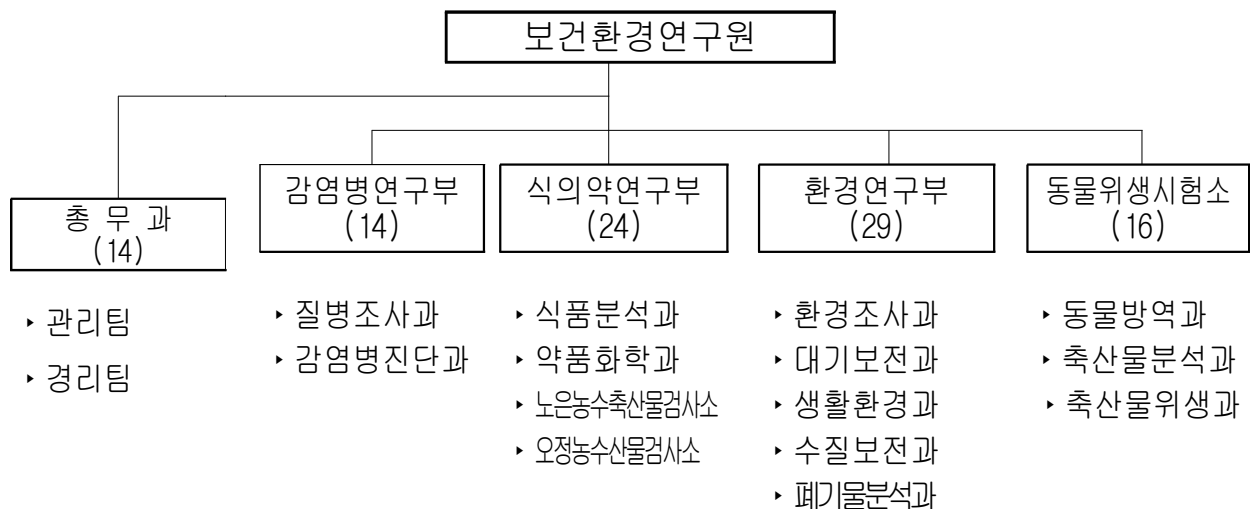 보건환경연구원
총 무 과
(14)
▸ 관리팀
▸ 경리팀
감염병연구부
(14)
▸ 질병조사과
▸ 감염병진단과
식의약연구부
(24)
▸ 식품분석과
▸ 약품화학과
▸ 노은농수축산물검사소
▸ 오정농수산물검사소
환경연구부
(29)
▸ 환경조사과
▸ 대기보전과
▸ 생활환경과
▸ 수질보전과
▸ 폐기물분석과
동물위생시험소
(16)
▸ 동물방역과
▸ 축산물분석과
▸ 축산물위생과